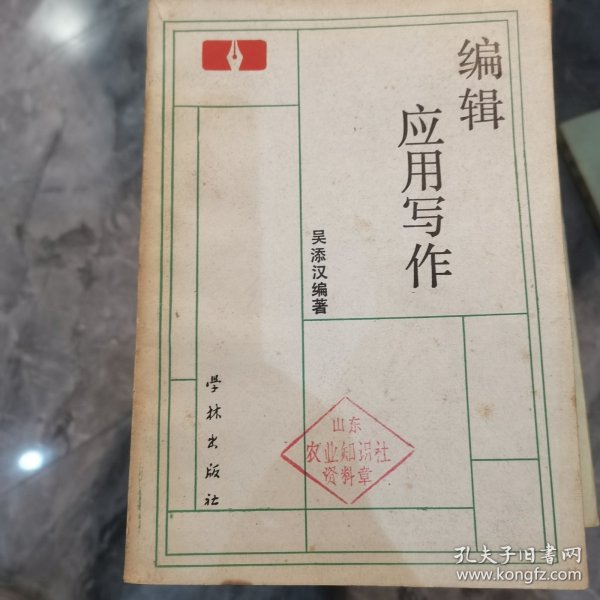 编辑
应用写作
吴添汉编著
学林出版社
山东
农业知识社
资料章
孔夫子旧书网
www.kongfz.com